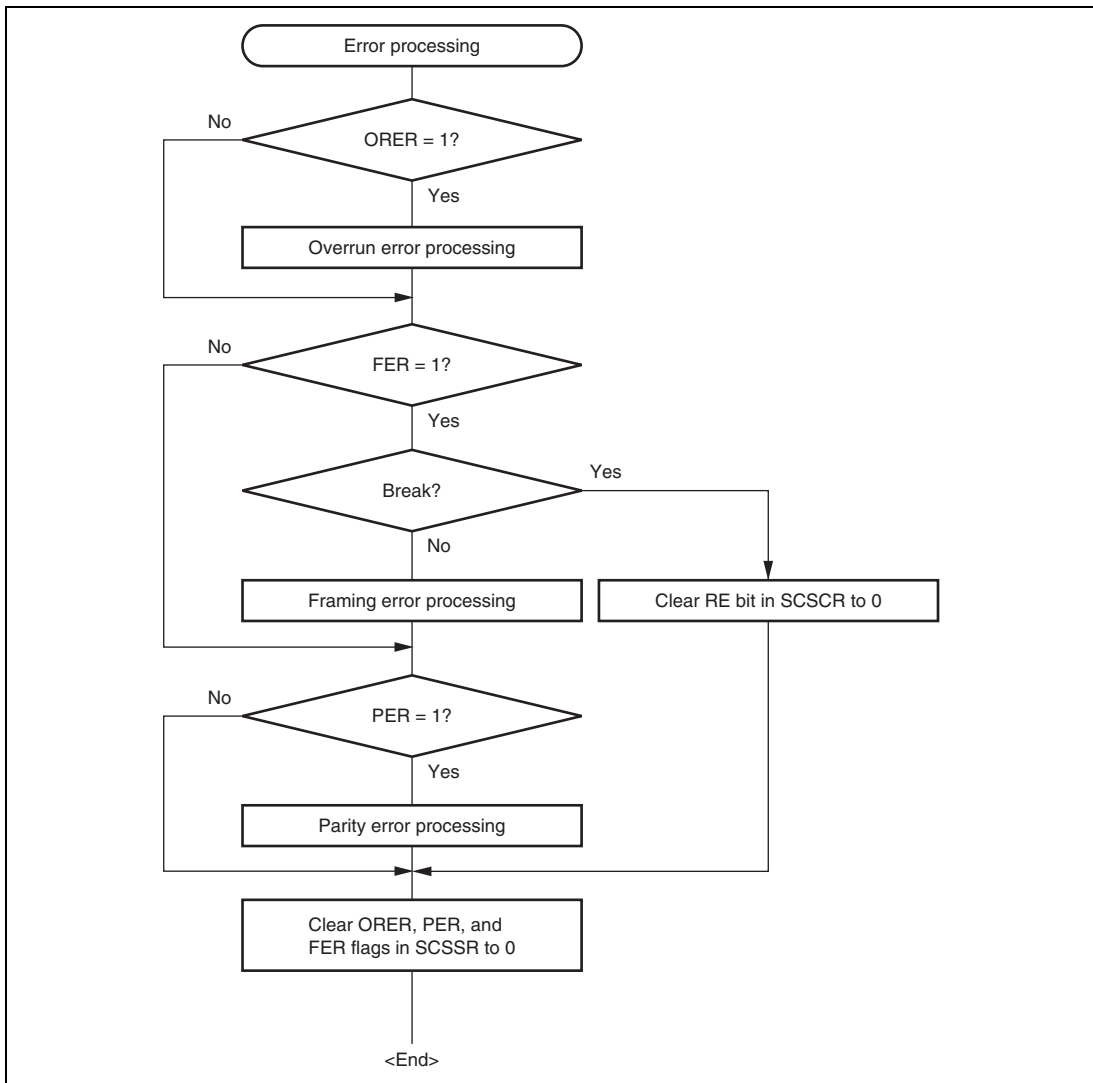 Error processing
No
ORER = 1?
Yes
Overrun error processing
No
FER = 1?
Yes
Break?
Yes
No
Framing error processing
Clear RE bit in SCSCR to 0
No
PER = 1?
Yes
Parity error processing
Clear ORER, PER, and
FER flags in SCSSR to 0
<End>